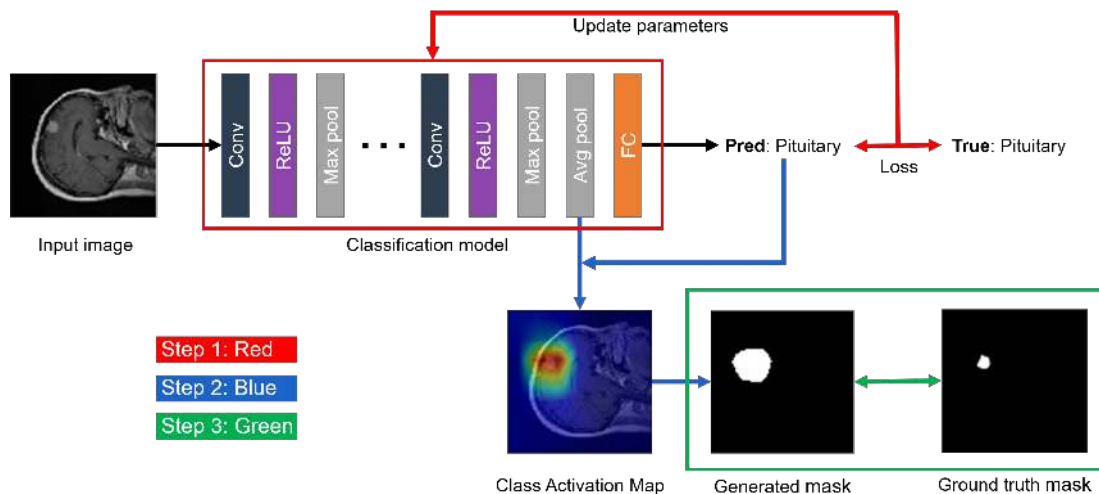 Update parameters
Conv
ReLU
Max pool
Conv
ReLU
Max pool
Avg pool
FC
Pred: Pituitary
Loss
True: Pituitary
Input image
Classification model
Step 1: Red
Step 2: Blue
Step 3: Green
Class Activation Map
Generated mask
Ground truth mask